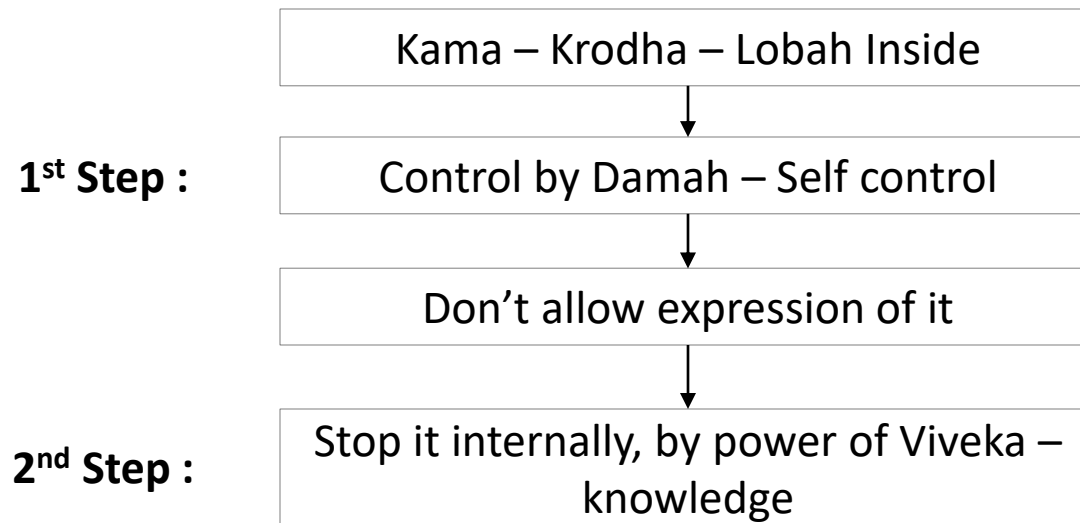 Kama – Krodha – Lobah Inside
1st Step :
Control by Damah – Self control
Don’t allow expression of it
2nd Step :
Stop it internally, by power of Viveka –
knowledge